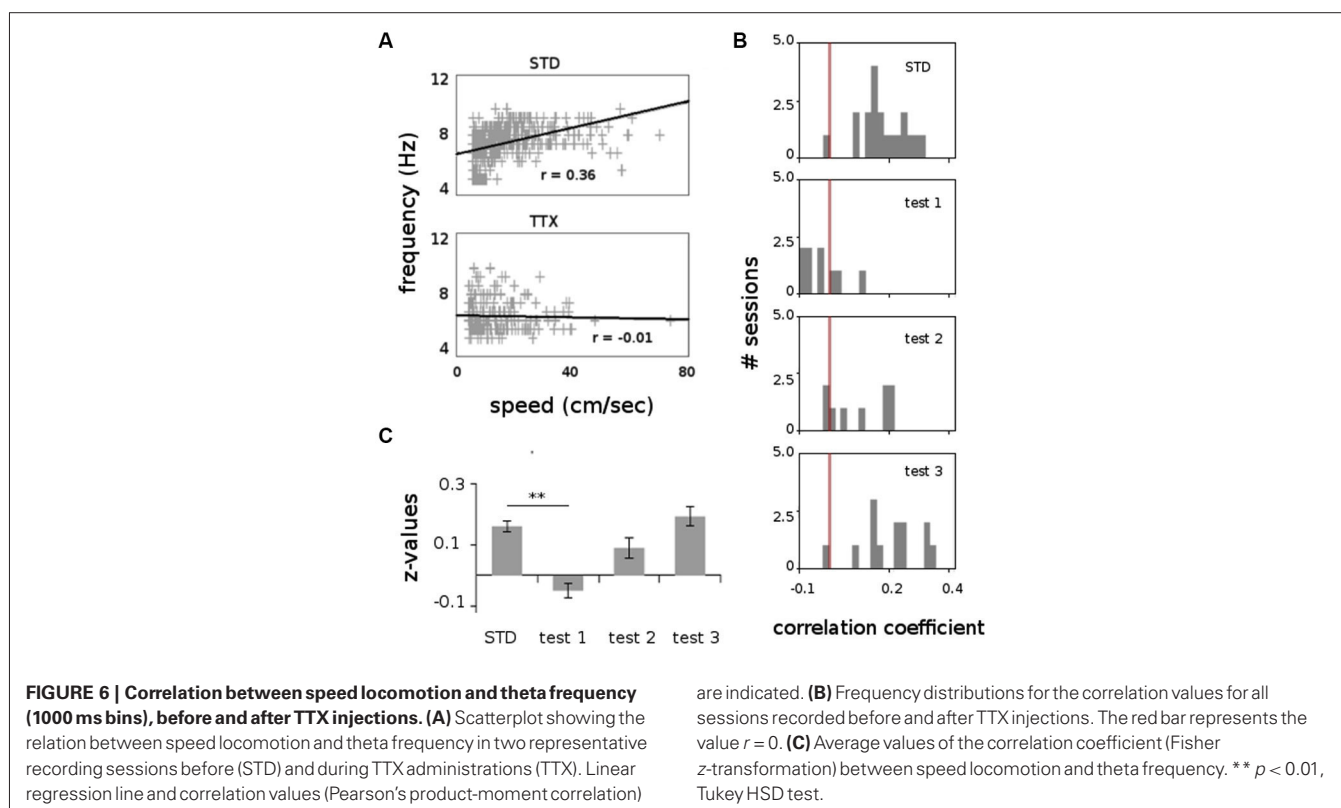 A
STD
12
8
4
r = 0.36
TTX
12
8
4
r = -0.01
0 40 80
frequency (Hz)
speed (cm/sec)
B
5.0
2.5
0
STD
5.0
2.5
0
test 1
5.0
2.5
0
test 2
5.0
2.5
0
test 3
-0.1 0.2 0.4
# sessions
correlation coefficient
C
0.3
0.1
-0.1
**
z-values
STD test 1 test 2 test 3
FIGURE 6 | Correlation between speed locomotion and theta frequency
(1000 ms bins), before and after TTX injections. (A) Scatterplot showing the
relation between speed locomotion and theta frequency in two representative
recording sessions before (STD) and during TTX administrations (TTX). Linear
regression line and correlation values (Pearson's product-moment correlation)
are indicated. (B) Frequency distributions for the correlation values for all
sessions recorded before and after TTX injections. The red bar represents the
value r = 0. (C) Average values of the correlation coefficient (Fisher
z-transformation) between speed locomotion and theta frequency. ** p < 0.01,
Tukey HSD test.